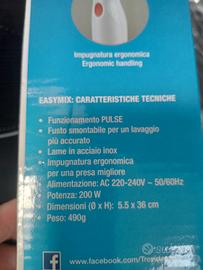 Impugnatura ergonomica
Ergonomic handling
EASYMIX: CARATTERISTICHE TECNICHE
• Funzionamento PULSE
• Fusto smontabile per un lavaggio
più accurato
• Lame in acciaio inox
• Impugnatura ergonomica
per una presa migliore
• Alimentazione: AC 220-240V ~ 50/60Hz
• Potenza: 200 W
• Dimensioni (Ø x H): 5.5 x 36 cm
• Peso: 490g
f www.facebook.com/Trevi